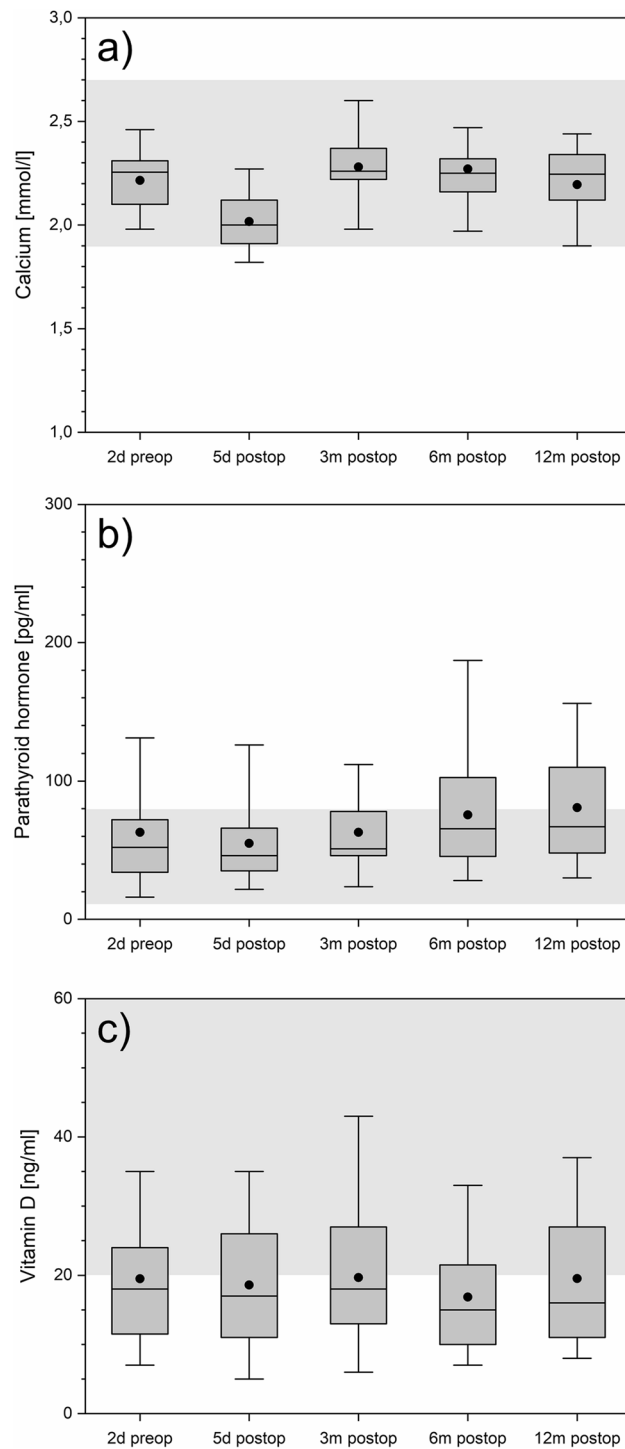 a)
Calcium [mmol/l]
3,0
2,5
2,0
1,5
1,0
2d preop 5d postop 3m postop 6m postop 12m postop
b)
Parathyroid hormone [pg/ml]
300
200
100
0
2d preop 5d postop 3m postop 6m postop 12m postop
c)
Vitamin D [ng/ml]
60
40
20
0
2d preop 5d postop 3m postop 6m postop 12m postop